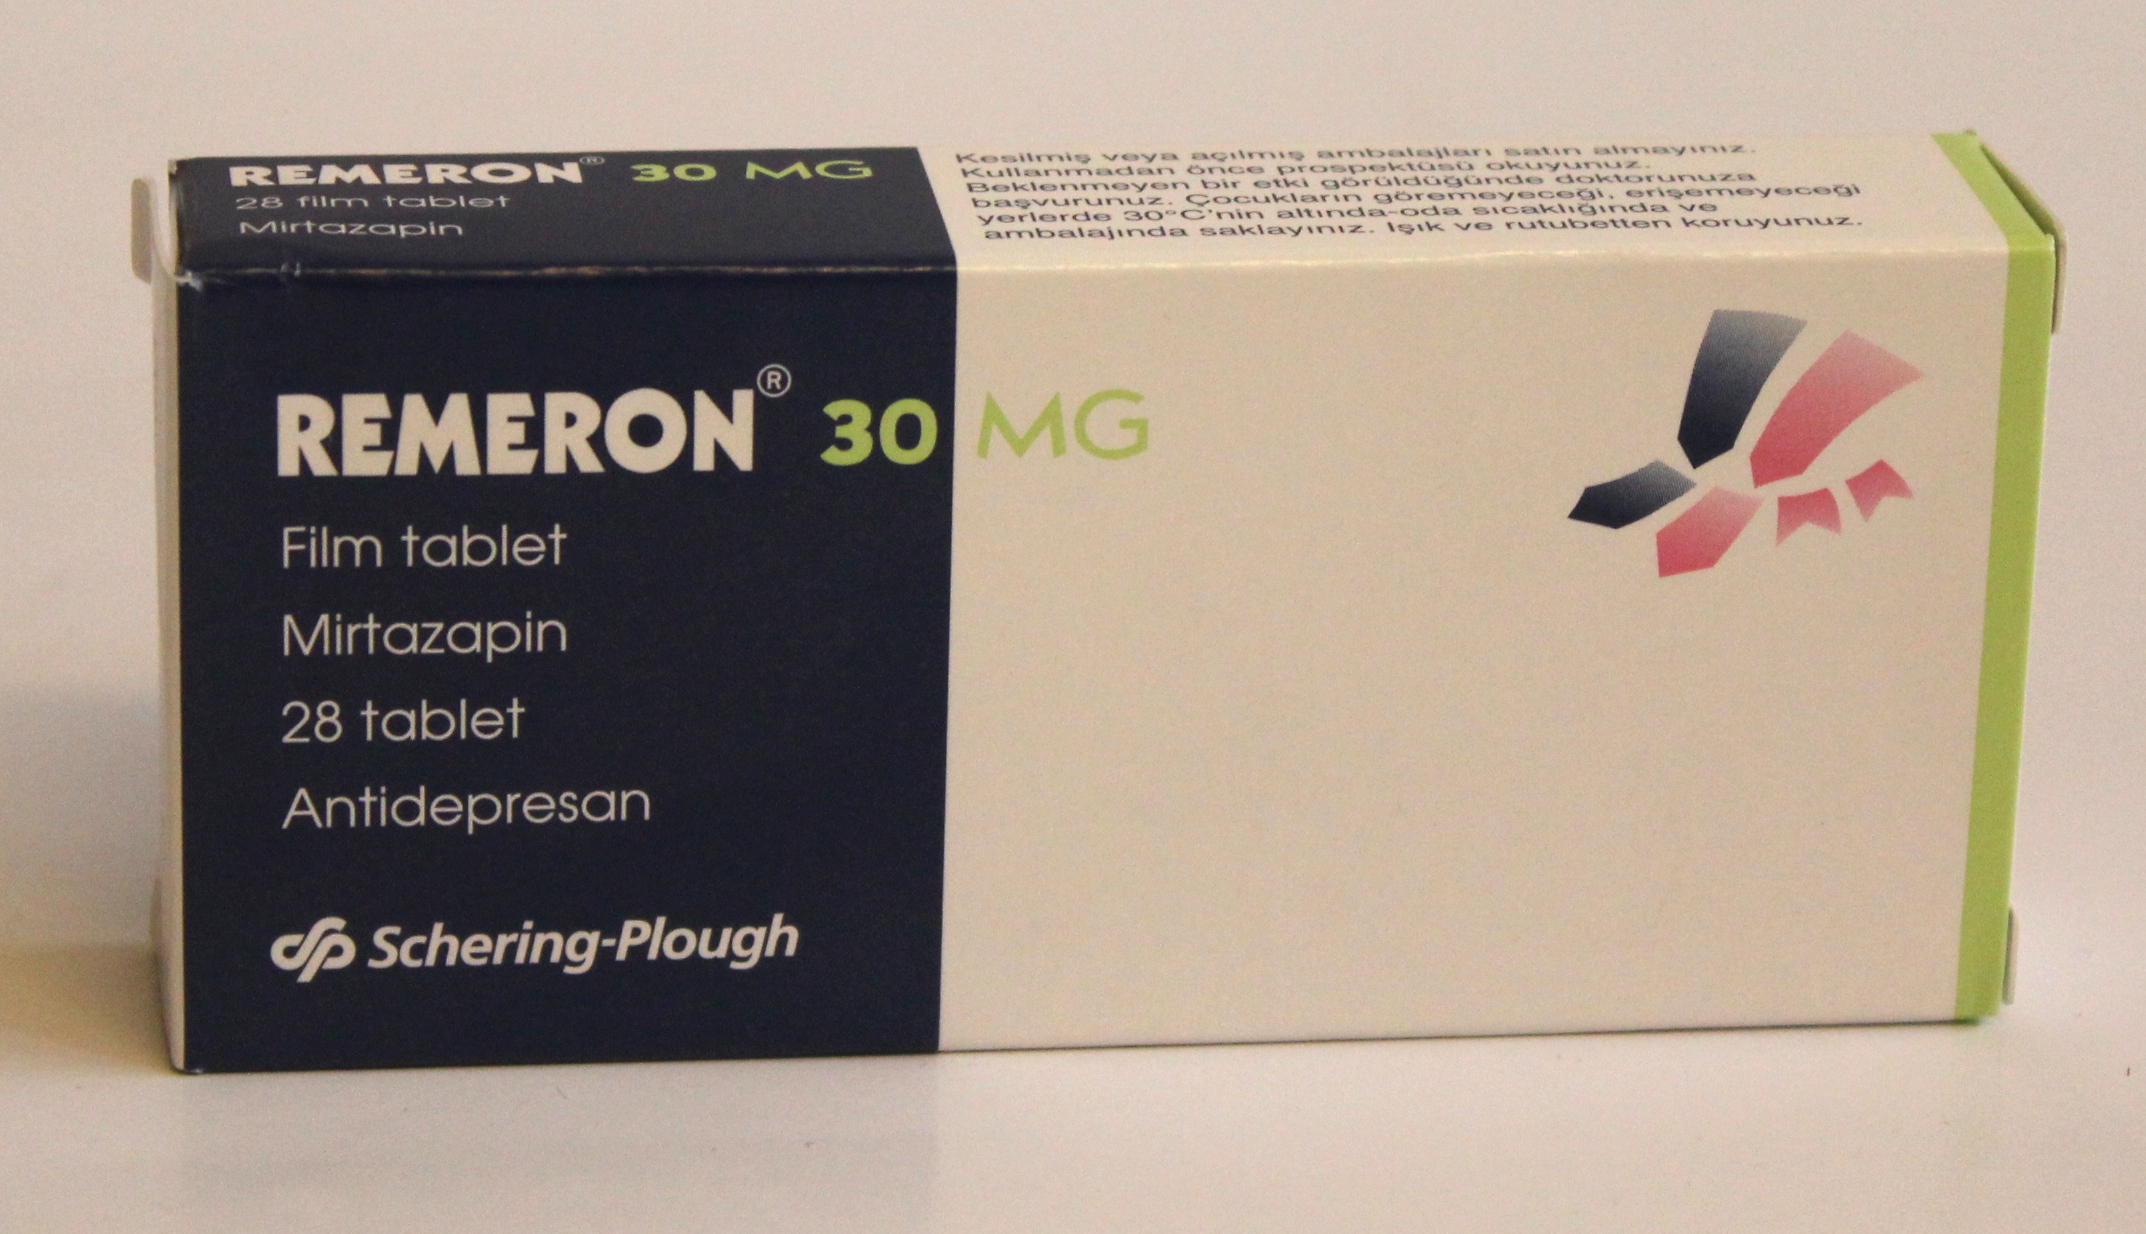 REMERON® 30 MG
28 film tablet
Mirtazapin
Kesilmiş veya açılmış ambalajları satın almayınız.
Kullanmadan önce prospektüsü okuyunuz.
Beklenmeyen bir etki görüldüğünde doktorunuza
başvurunuz. Çocukların göremeyeceği, erişemeyeceği
yerlerde 30°C'nin altında-oda sıcaklığında ve
ambalajında saklayınız. Işık ve rutubetten koruyunuz.
REMERON® 30 MG
Film tablet
Mirtazapin
28 tablet
Antidepresan
Schering-Plough